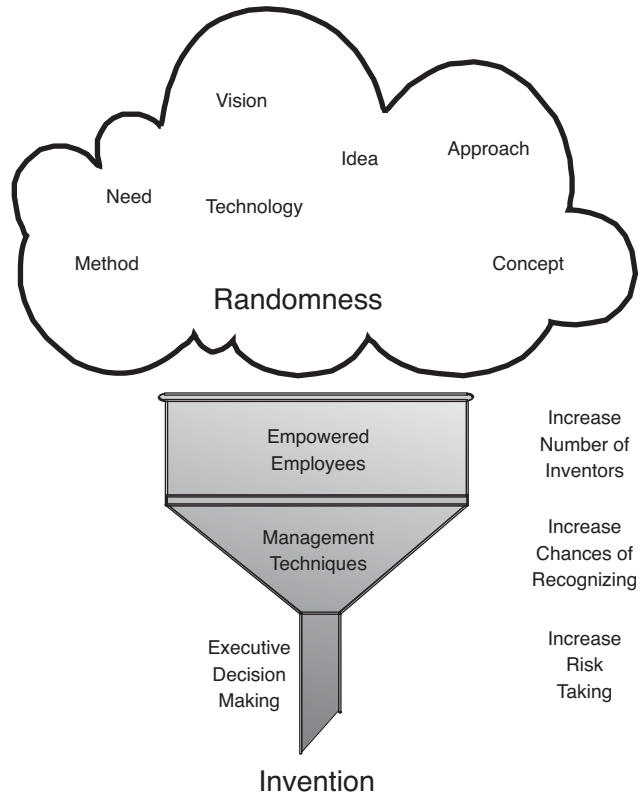 Vision
Idea
Approach
Need
Technology
Method
Concept
Randomness
Empowered
Employees
Increase
Number of
Inventors
Management
Techniques
Increase
Chances of
Recognizing
Executive
Decision
Making
Increase
Risk
Taking
Invention